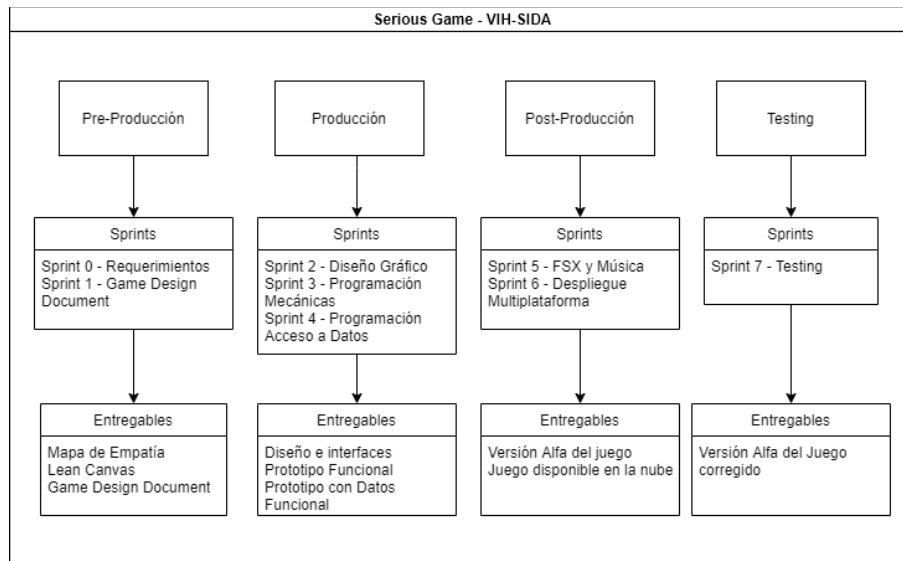 Serious Game - VIH-SIDA
Pre-Producción
Producción
Post-Producción
Testing
Sprints
Sprint 0 - Requerimientos
Sprint 1 - Game Design
Document
Sprints
Sprint 2 - Diseño Gráfico
Sprint 3 - Programación
Mecánicas
Sprint 4 - Programación
Acceso a Datos
Sprints
Sprint 5 - FSX y Música
Sprint 6 - Despliegue
Multiplataforma
Sprints
Sprint 7 - Testing
Entregables
Mapa de Empatía
Lean Canvas
Game Design Document
Entregables
Diseño e interfaces
Prototipo Funcional
Prototipo con Datos
Funcional
Entregables
Versión Alfa del juego
Juego disponible en la nube
Entregables
Versión Alfa del Juego
corregido